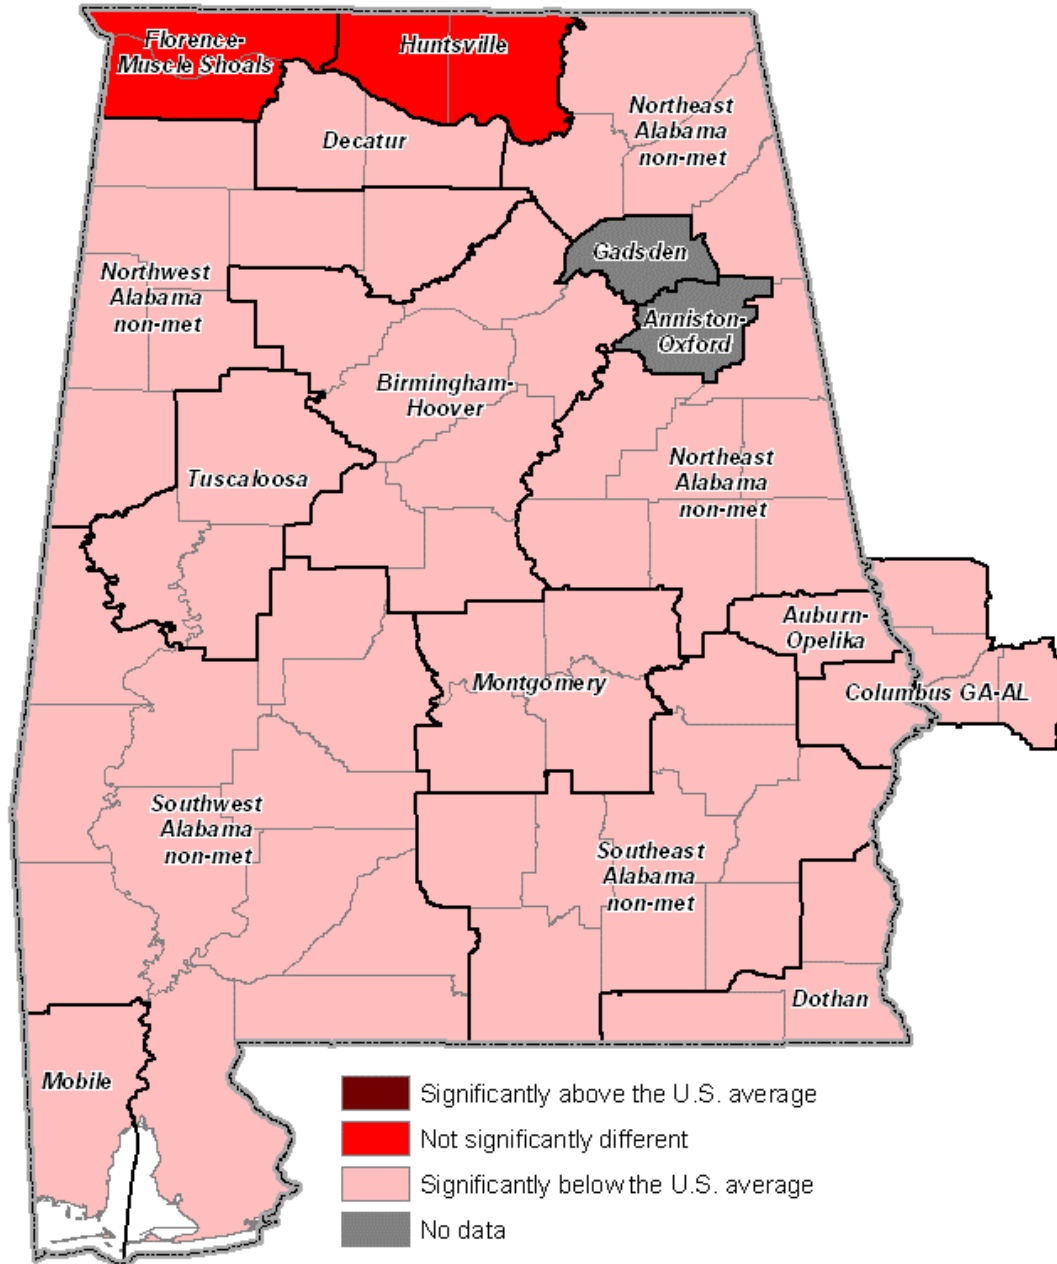 Florence-
Muscle Shoals
Huntsville
Northeast
Alabama
non-met
Decatur
Gadsden
Northwest
Alabama
non-met
Anniston-
Oxford
Birmingham-
Hoover
Tuscaloosa
Northeast
Alabama
non-met
Auburn-
Opelika
Montgomery
Columbus GA-AL
Southwest
Alabama
non-met
Southeast
Alabama
non-met
Dothan
Mobile
Significantly above the U.S. average
Not significantly different
Significantly below the U.S. average
No data